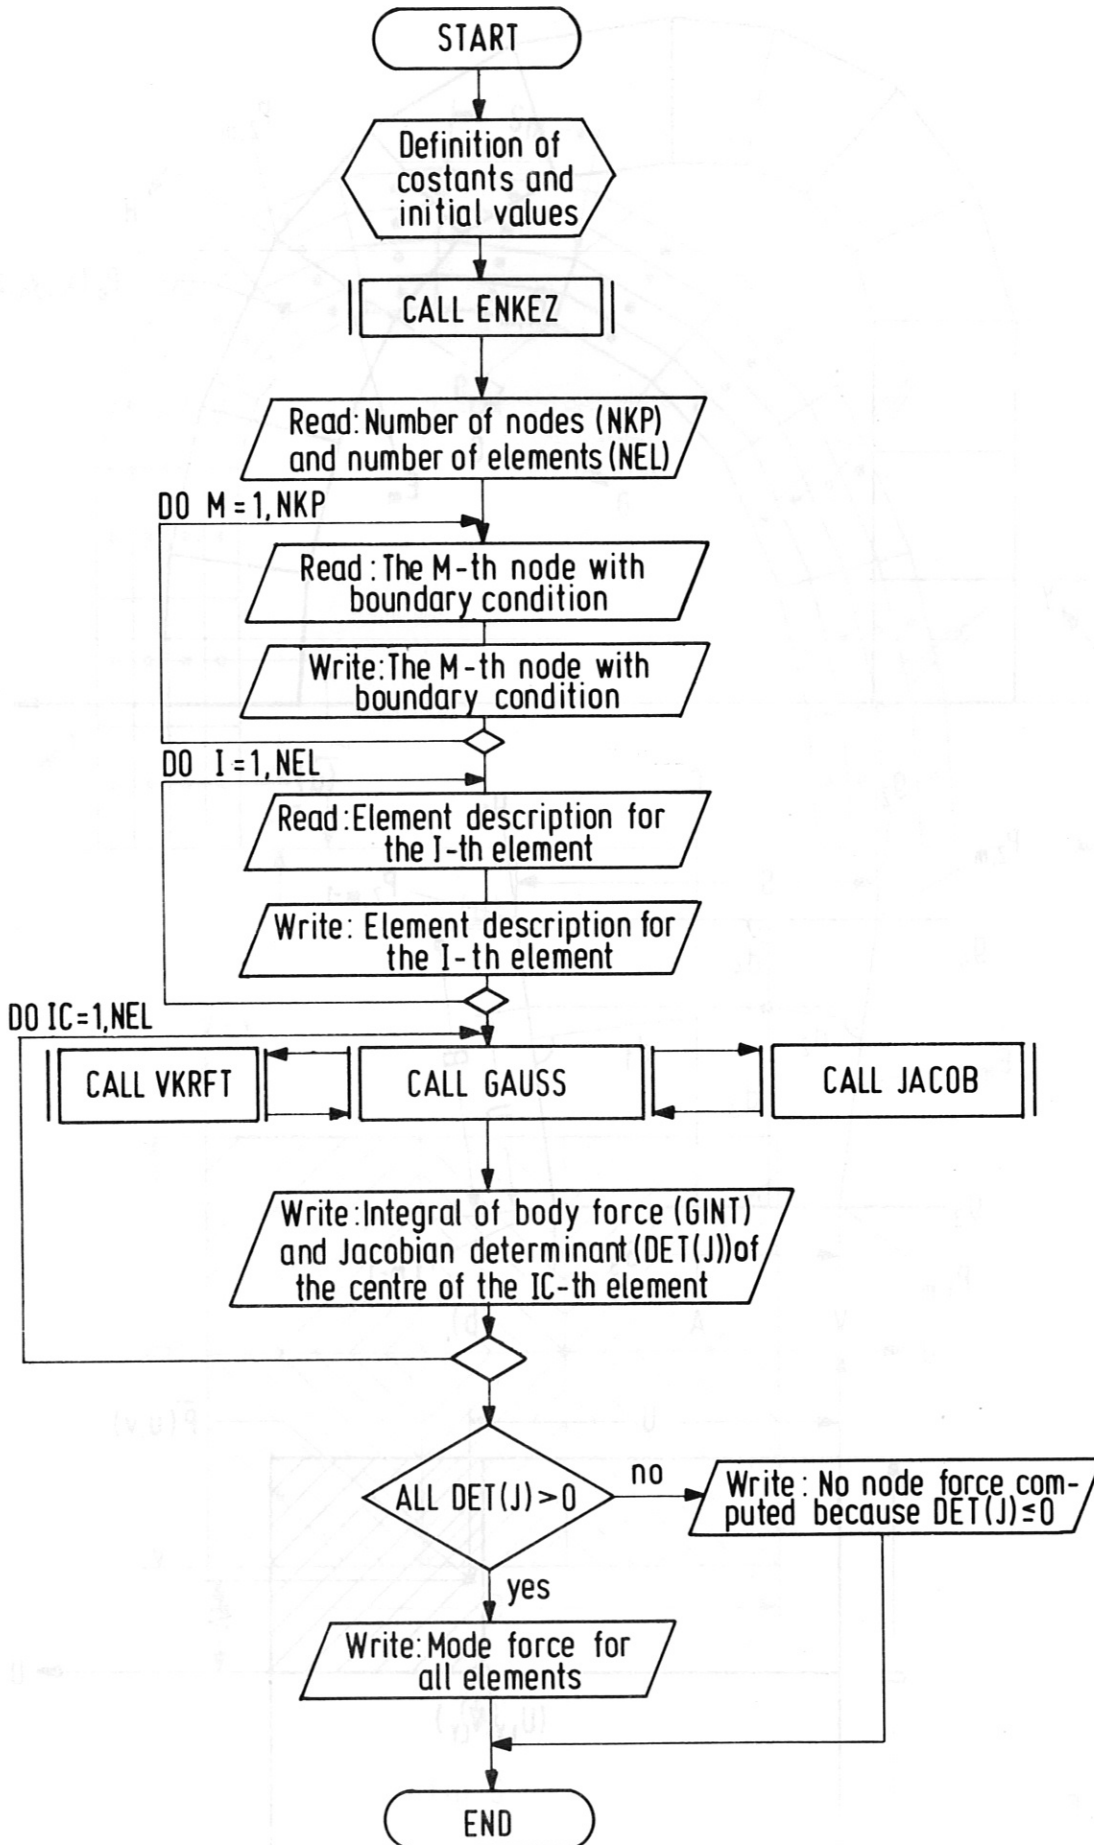 START
Definition of
costants and
initial values
CALL ENKEZ
Read: Number of nodes (NKP)
and number of elements (NEL)
DO M = 1, NKP
Read : The M-th node with
boundary condition
Write: The M-th node with
boundary condition
DO I = 1, NEL
Read : Element description for
the I-th element
Write: Element description for
the I-th element
DO IC = 1, NEL
CALL VKRFT
CALL GAUSS
CALL JACOB
Write : Integral of body force (GINT)
and Jacobian determinant (DET(J)) of
the centre of the IC-th element
ALL DET(J) > 0
no
Write : No node force com-
puted because DET(J) ≤ 0
yes
Write: Mode force for
all elements
END